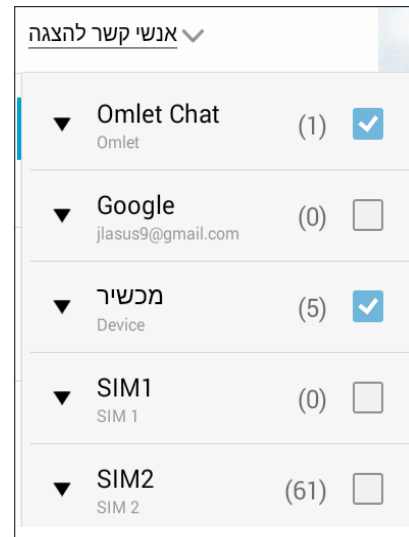 אנשי קשר להצגה
Omlet Chat (1)
Omlet
Google (0)
jlasus9@gmail.com
מכשיר (5)
Device
SIM1 (0)
SIM 1
SIM2 (61)
SIM 2